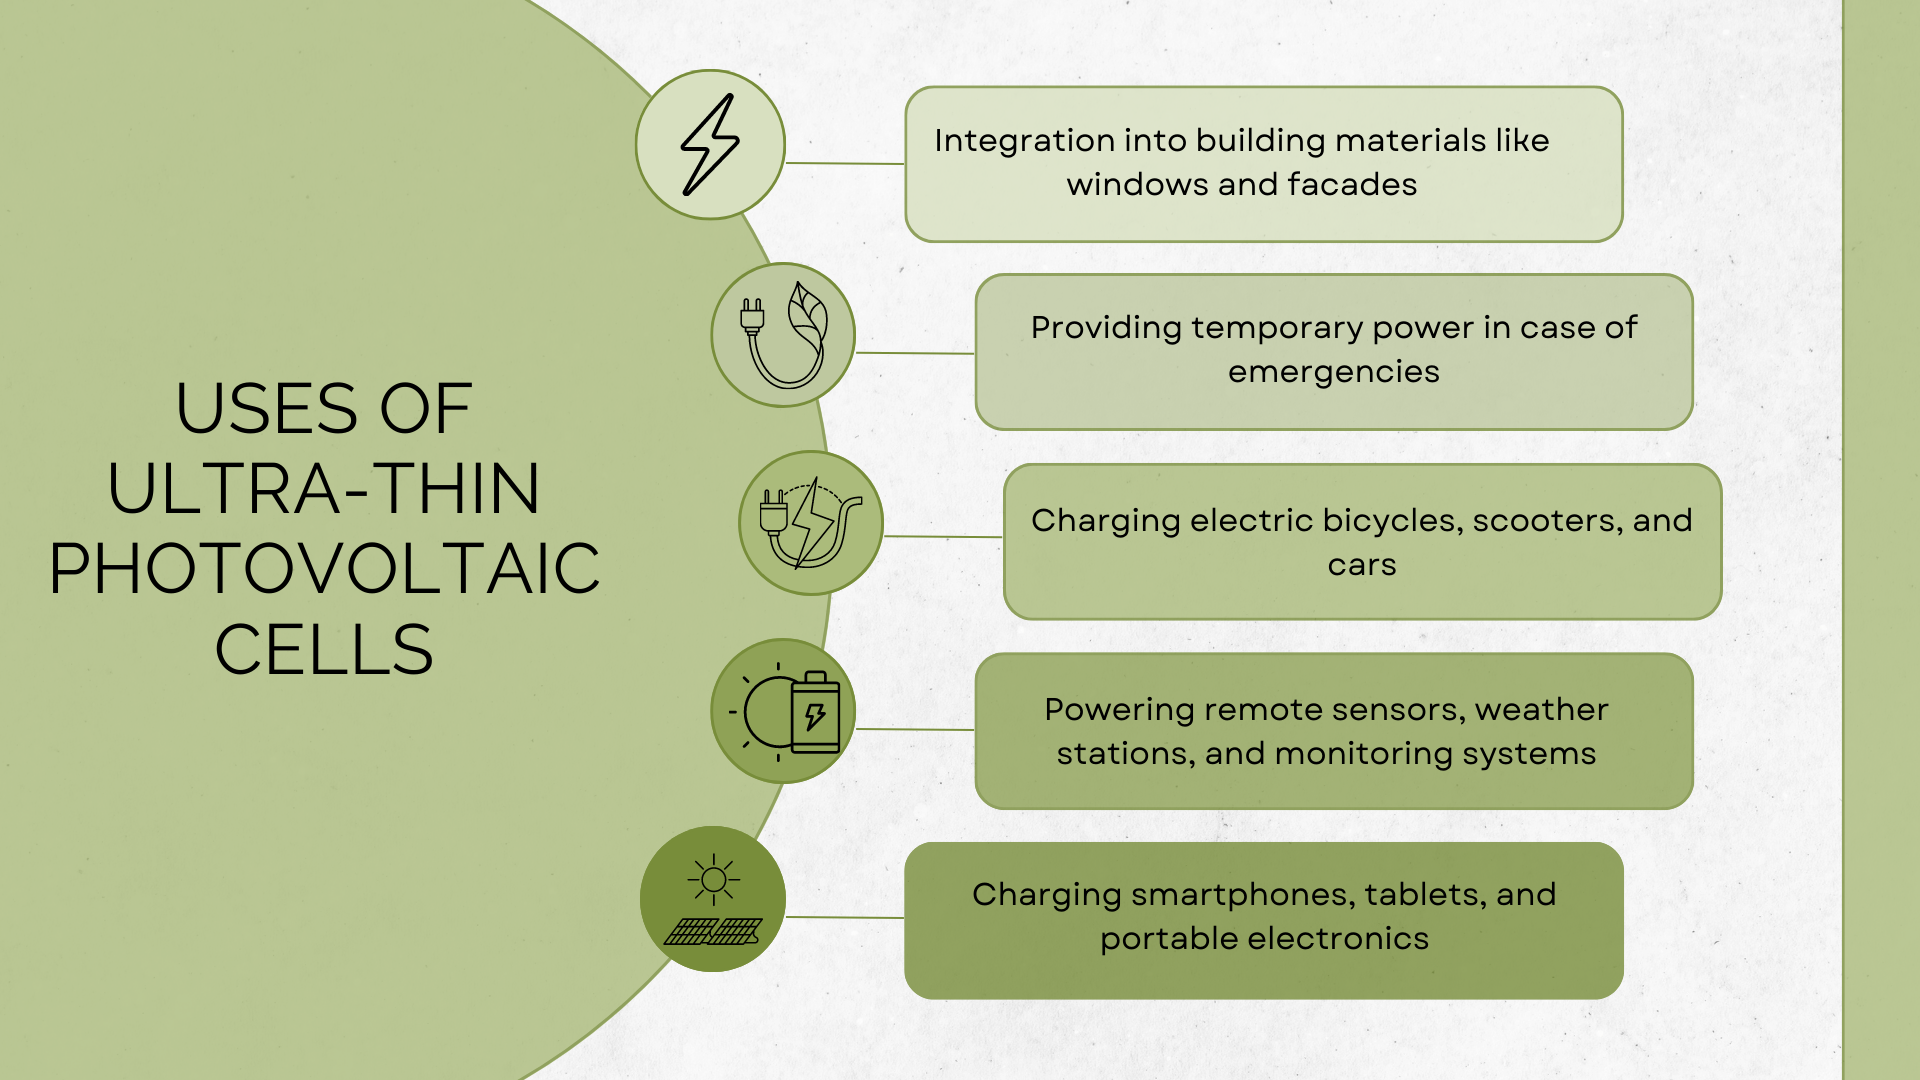 USES OF
ULTRA-THIN
PHOTOVOLTAIC
CELLS
Integration into building materials like
windows and facades
Providing temporary power in case of
emergencies
Charging electric bicycles, scooters, and
cars
Powering remote sensors, weather
stations, and monitoring systems
Charging smartphones, tablets, and
portable electronics